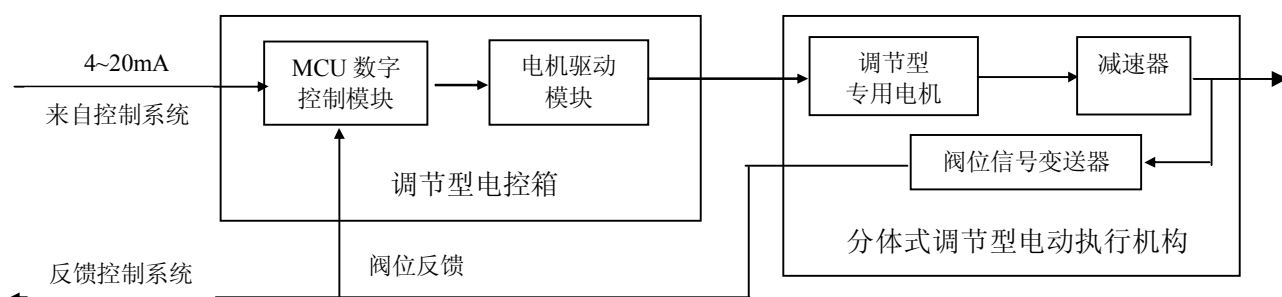 4~20mA
来自控制系统
MCU 数字
控制模块
电机驱动
模块
调节型电控箱
调节型
专用电机
减速器
阀位信号变送器
分体式调节型电动执行机构
反馈控制系统
阀位反馈